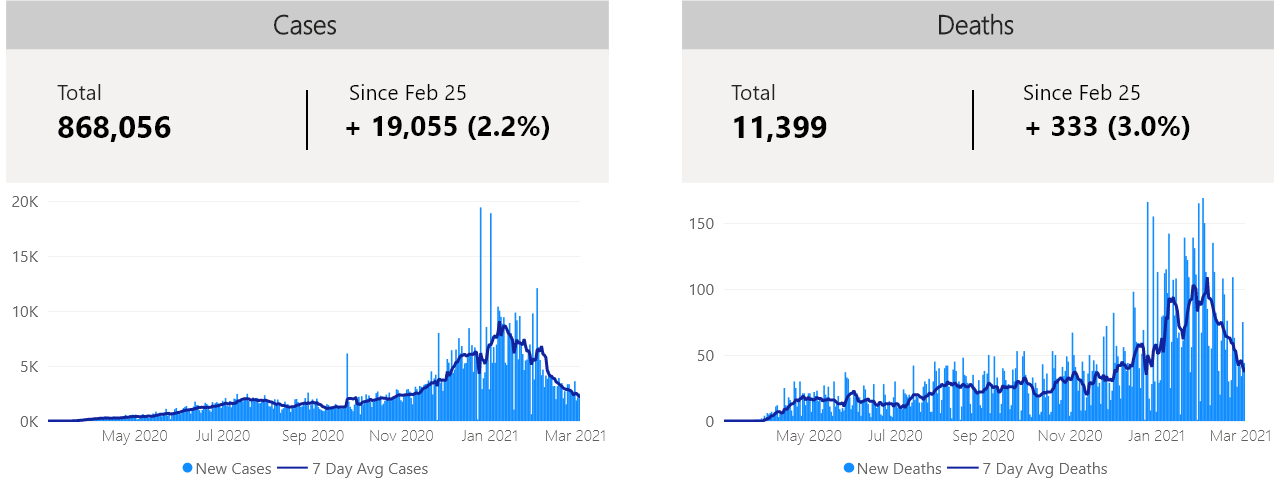 Cases
Total
868,056
Since Feb 25
+ 19,055 (2.2%)
20K
15K
10K
5K
0K
May 2020 Jul 2020 Sep 2020 Nov 2020 Jan 2021 Mar 2021
New Cases 7 Day Avg Cases
Deaths
Total
11,399
Since Feb 25
+ 333 (3.0%)
150
100
50
0
May 2020 Jul 2020 Sep 2020 Nov 2020 Jan 2021 Mar 2021
New Deaths 7 Day Avg Deaths